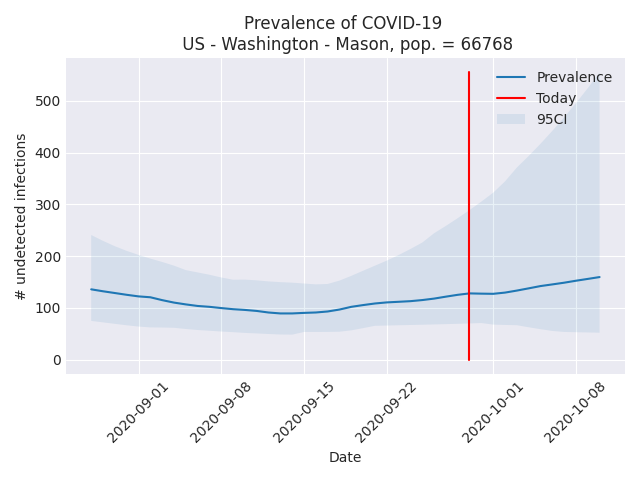 Prevalence of COVID-19
US - Washington - Mason, pop. = 66768
Prevalence
Today
95CI
# undetected infections
500
400
300
200
100
0
2020-09-01
2020-09-08
2020-09-15
2020-09-22
2020-10-01
2020-10-08
Date